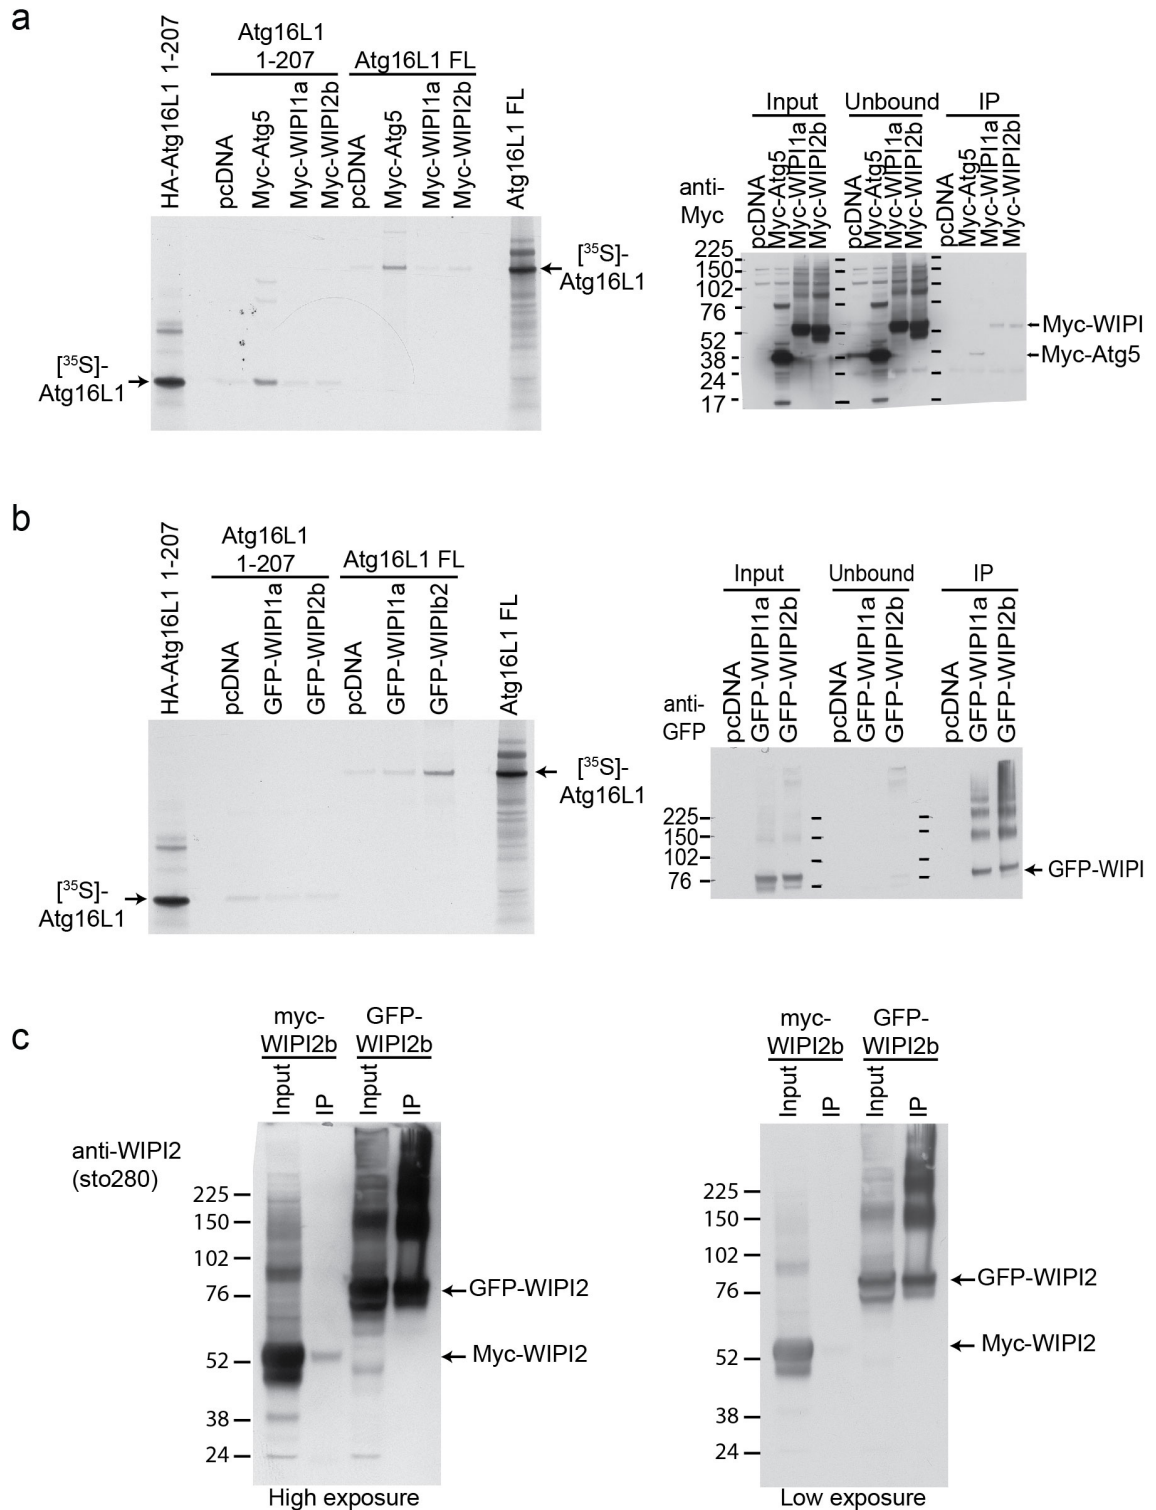 a
HA-Atg16L1 1-207
Atg16L1
1-207
pcDNA
Myc-Atg5
Myc-WIPI1a
Myc-WIPI2b
Atg16L1 FL
pcDNA
Myc-Atg5
Myc-WIPI1a
Myc-WIPI2b
Atg16L1 FL
[35S]-
Atg16L1
[35S]-
Atg16L1
anti-
Myc
Input
Unbound
IP
pcDNA
Myc-Atg5
Myc-WIPI1a
Myc-WIPI2b
pcDNA
Myc-Atg5
Myc-WIPI1a
Myc-WIPI2b
pcDNA
Myc-Atg5
Myc-WIPI1a
Myc-WIPI2b
225
150
102
76
52
38
24
17
Myc-WIPI
Myc-Atg5
b
HA-Atg16L1 1-207
Atg16L1
1-207
pcDNA
GFP-WIPI1a
GFP-WIPI2b
Atg16L1 FL
pcDNA
GFP-WIPI1a
GFP-WIPIb2
Atg16L1 FL
[35S]-
Atg16L1
[35S]-
Atg16L1
anti-
GFP
Input
Unbound
IP
pcDNA
GFP-WIPI1a
GFP-WIPI2b
pcDNA
GFP-WIPI1a
GFP-WIPI2b
pcDNA
GFP-WIPI1a
GFP-WIPI2b
225
150
102
76
GFP-WIPI
c
anti-WIPI2
(sto280)
myc-
WIPI2b
GFP-
WIPI2b
Input
IP
Input
IP
225
150
102
76
52
38
24
GFP-WIPI2
Myc-WIPI2
High exposure
myc-
WIPI2b
GFP-
WIPI2b
Input
IP
Input
IP
225
150
102
76
52
38
24
GFP-WIPI2
Myc-WIPI2
Low exposure